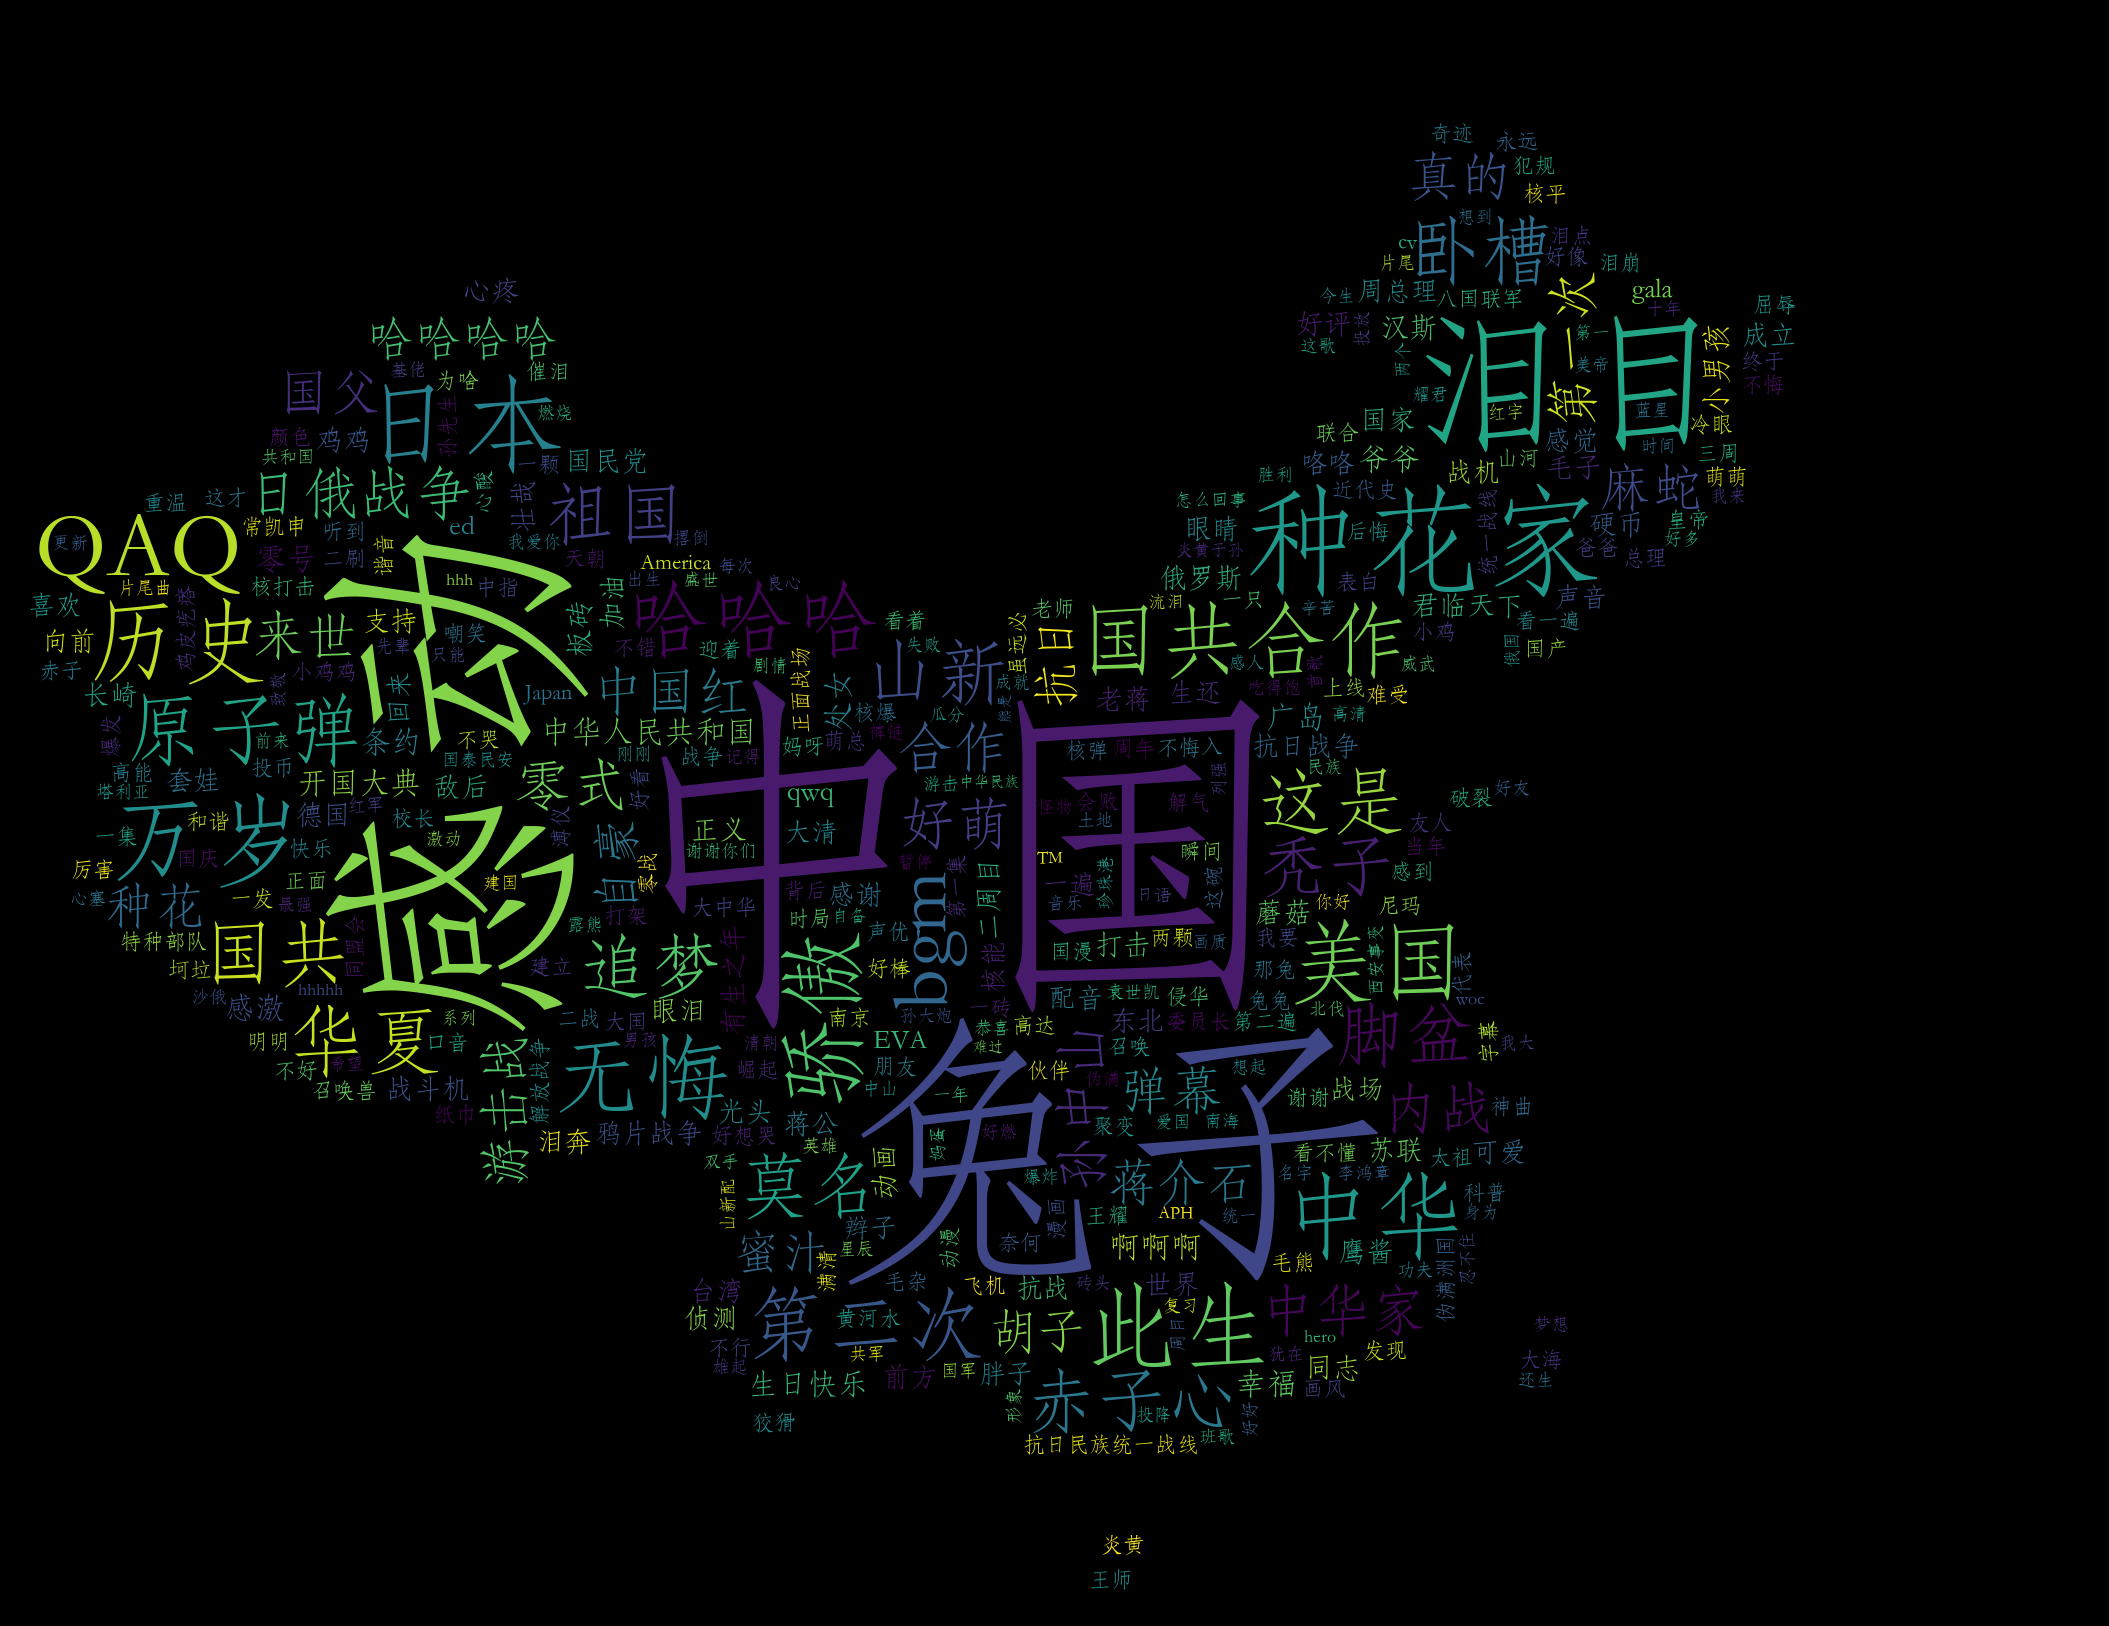 奇迹
永远
真的
犯规
核平
想到
卧槽
泪点
cv
好像
泪崩
片尾
心疼
今生
周总理
八国联军
第一次
gala
十年
屈辱
哈哈哈哈
好评
汉斯
泪目
第一
小男孩
成立
这歌
两个
美帝
终于
国父
基佬
为啥
催泪
日本
耀君
不悔
孙先生
燃烧
国家
红字
蓝星
冷眼
颜色
鸡鸡
联合
感觉
时间
共和国
一颗
国民党
咯咯
爷爷
战机
山河
毛子
三周
日俄战争
心酸
胜利
近代史
麻蛇
萌萌
我来
重温
这才
壮哉
祖国
怎么回事
种花家
统一战线
硬币
皇帝
QAQ
更新
常凯申
听到
ed
眼睛
后悔
好多
我爱你
撂倒
炎黄子孙
爸爸
总理
零号
二刷
谐音
恐
天朝
America
每次
俄罗斯
表白
片尾曲
核打击
hhh
中指
出生
盛世
良心
君临天下
声音
喜欢
历史
鸡皮疙瘩
来世
支持
加油
哈哈哈
看着
老师
流泪
一只
辛苦
看一遍
向前
嘲笑
板砖
不错
迎着
失败
抗日
国共合作
小鸡
俄国
国产
赤子
小鸡鸡
先辈
只能
剧情
山新
感人
威武
长崎
致敬
回来
Japan
中国红
正面战场
处女
成就
老蒋
生还
吃得饱
上线
难受
原子弹
中华人民共和国
核爆
瓜分
广岛
高清
爆发
前来
条约
不哭
刚刚
战争
记得
妈呀
萌总
合作
中国
核弹
周年
不悔入
抗日战争
高能
套娃
投币
国泰民安
游击
中华民族
列强
民族
塔利亚
开国大典
敌后
零式
好看
qwq
这是
破裂
好友
万岁
德国
红军
校长
傅仪
自豪
正义
大清
好萌
怪物
会败
解气
一集
和谐
激动
谢谢你们
土地
友人
国庆
快乐
TM
瞬间
秃子
当年
厉害
正面
建国
零战
暂停
第一集
一遍
珍珠港
日语
这碗
感到
心塞
种花
一发
最强
背后
感谢
bgm
二周目
音乐
蘑菇
你好
尼玛
露熊
打架
大中华
时局
自备
特种部队
国共
同盟会
追梦
有生之年
骄傲
声优
国漫
打击
两颗
画质
我要
美国
西安事变
代表
坷垃
建立
好棒
核能
那兔
沙俄
感激
hhhhh
眼泪
一砖
配音
袁世凯
侵华
兔兔
北伐
woc
华夏
系列
二战
大国
南京
孙大炮
恭喜
高达
东北
委员长
第二遍
脚盆
明明
口音
男孩
清朝
EVA
难过
孙中山
召唤
字幕
我大
不好
希望
游击战
解放战争
无悔
崛起
朋友
伙伴
伪满
想起
召唤兽
战斗机
中山
兔子
一年
弹幕
谢谢
战场
内战
神曲
纸巾
光头
蒋公
聚变
爱国
南海
泪奔
鸦片战争
好想哭
英雄
妈蛋
好燃
看不懂
苏联
太祖
可爱
双手
莫名
动画
爆炸
蒋介石
名字
李鸿章
山新配
漫画
王耀
APH
统一
中华
科普
身为
辫子
蜜汁
星辰
动漫
奈何
啊啊啊
鹰酱
伪满洲国
忍不住
满清
毛熊
功夫
台湾
毛杂
飞机
抗战
砖头
世界
侦测
第二次
黄河水
胡子
此生
复习
中华家
周目
hero
梦想
不行
雄起
共军
犹在
同志
发现
大海
生日快乐
前方
国军
胖子
幸福
画风
还生
狡猾
形象
赤子心
投降
好好
班歌
抗日民族统一战线
炎黄
王师